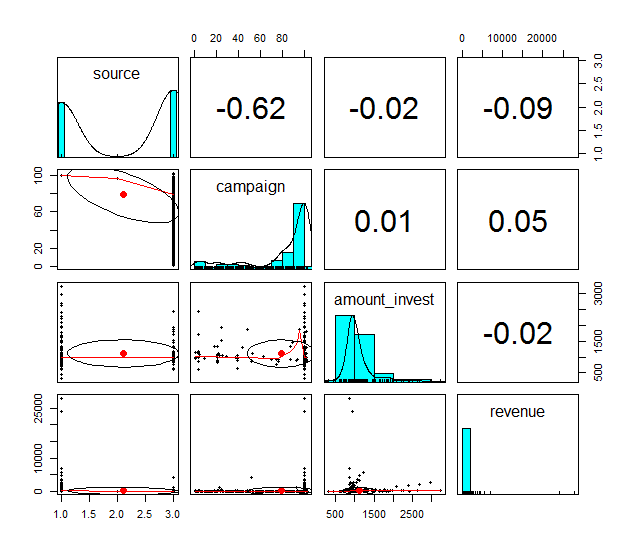 0 20 40 60 80
0 10000 20000
source
-0.62
-0.02
-0.09
1.0 1.5 2.0 2.5 3.0
0 20 60 100
campaign
0.01
0.05
amount_invest
-0.02
500 1500 3000
0 10000 25000
revenue
1.0 1.5 2.0 2.5 3.0
500 1500 2500